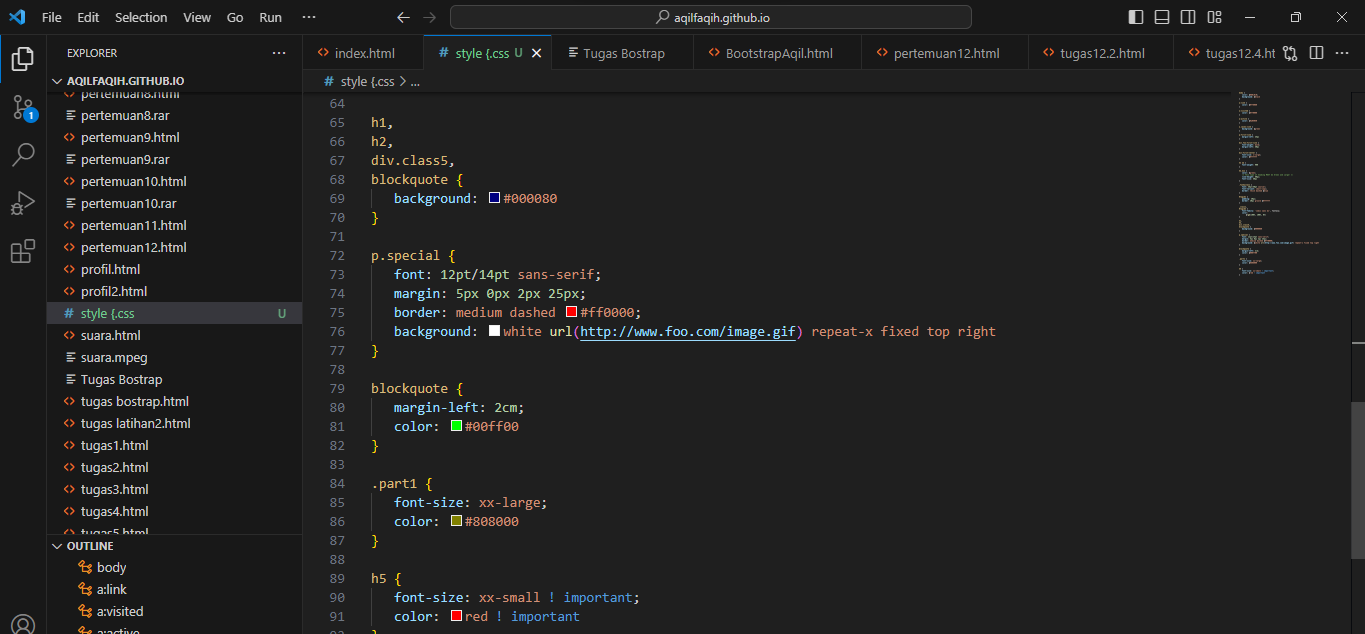 File Edit Selection View Go Run ··· aqilfaqih.github.io
EXPLORER ···
index.html # style {.css U Tugas Bostrap BootstrapAqil.html pertemuan12.html tugas12.2.html tugas12.4.ht ···
AQILFAQIH.GITHUB.IO
# style {.css > ...
pertemuan8.html
pertemuan8.rar
pertemuan9.html
pertemuan9.rar
pertemuan10.html
pertemuan10.rar
pertemuan11.html
pertemuan12.html
profil.html
profil2.html
# style {.css U
suara.html
suara.mpeg
Tugas Bostrap
tugas bostrap.html
tugas latihan2.html
tugas1.html
tugas2.html
tugas3.html
tugas4.html
tugas5.html
OUTLINE
body
a:link
a:visited
a:active
1
64
65 h1,
66 h2,
67 div.class5,
68 blockquote {
69 background: #000080
70 }
71
72 p.special {
73 font: 12pt/14pt sans-serif;
74 margin: 5px 0px 2px 25px;
75 border: medium dashed #ff0000;
76 background: white url(http://www.foo.com/image.gif) repeat-x fixed top right
77 }
78
79 blockquote {
80 margin-left: 2cm;
81 color: #00ff00
82 }
83
84 .part1 {
85 font-size: xx-large;
86 color: #808000
87 }
88
89 h5 {
90 font-size: xx-small ! important;
91 color: red ! important
92 }